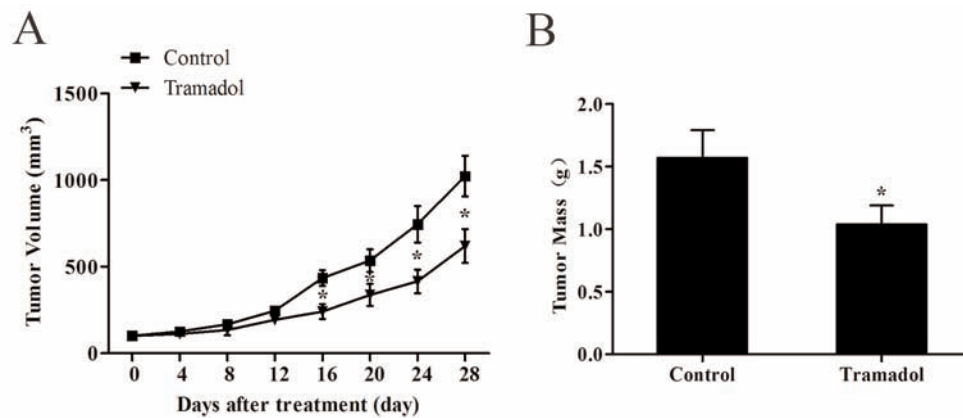 A
Control
Tramadol
1500
1000
500
0
Tumor Volume (mm³)
*
*
*
*
0 4 8 12 16 20 24 28
Days after treatment (day)
B
2.0
1.5
1.0
0.5
0.0
Tumor Mass (g)
*
Control Tramadol